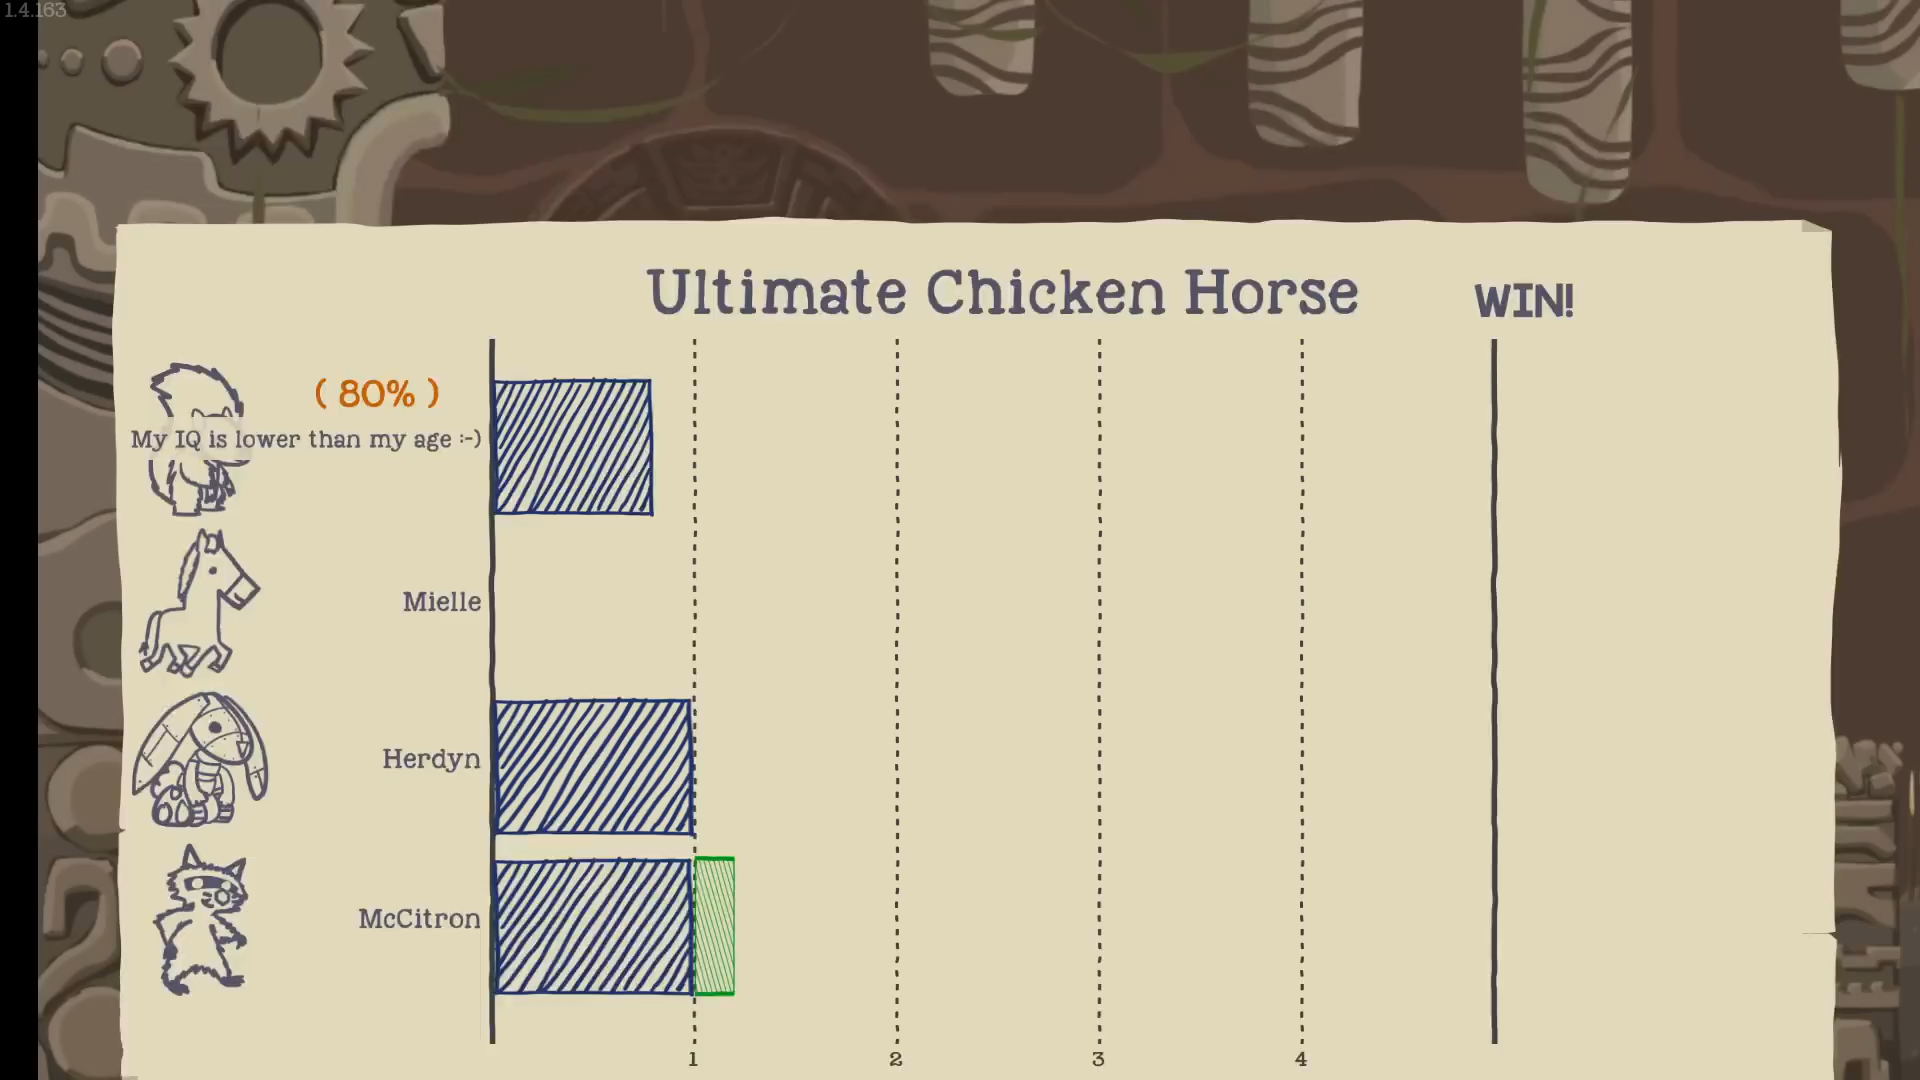 1.4.163
Ultimate Chicken Horse
WIN!
( 80% )
My IQ is lower than my age :-)
Mielle
Herdyn
McCitron
1 2 3 4